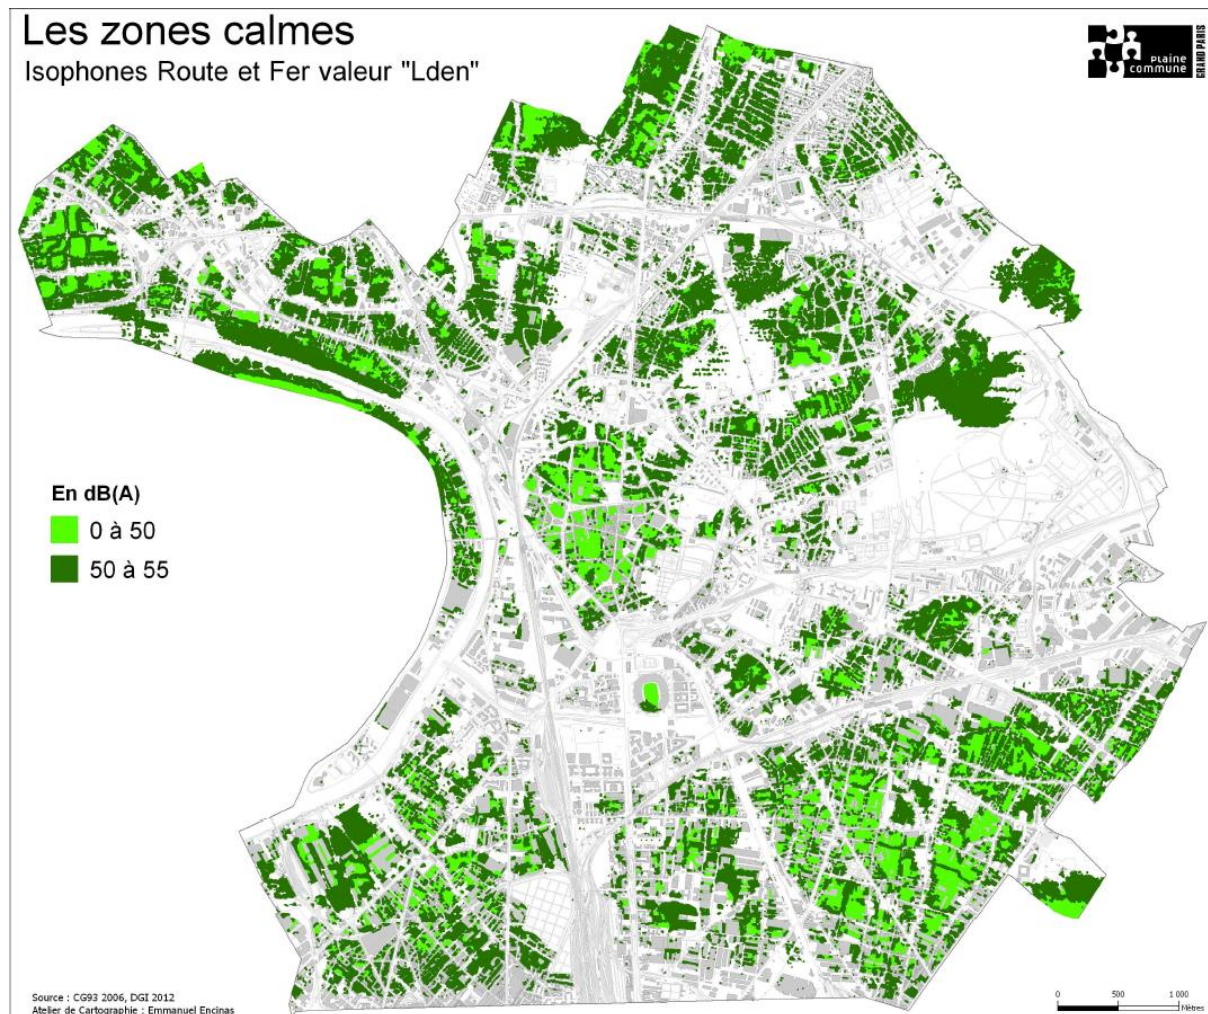 Les zones calmes
Isophones Route et Fer valeur "Lden"
PLAINE
COMMUNE
GRAND PARIS
En dB(A)
0 à 50
50 à 55
Source : CG93 2006, DGI 2012
Atelier de Cartographie : Emmanuel Encinas
0 500 1 000
Mètres